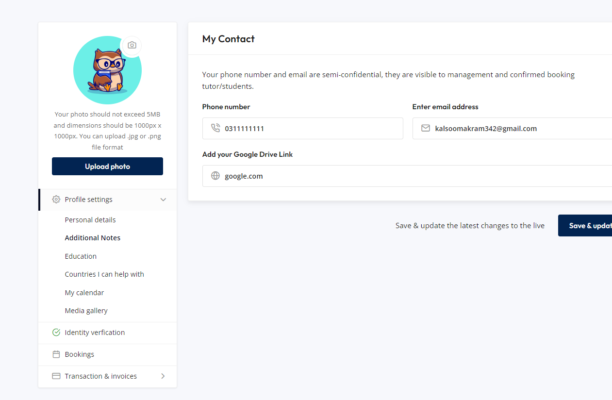 Your photo should not exceed 5MB
and dimensions should be 1000px x
1000px. You can upload .jpg or .png
file format
Upload photo
Profile settings
Personal details
Additional Notes
Education
Countries I can help with
My calendar
Media gallery
Identity verfication
Bookings
Transaction & invoices
My Contact
Your phone number and email are semi-confidential, they are visible to management and confirmed booking
tutor/students.
Phone number
Enter email address
0311111111
kalsoomakram342@gmail.com
Add your Google Drive Link
google.com
Save & update the latest changes to the live
Save & updat